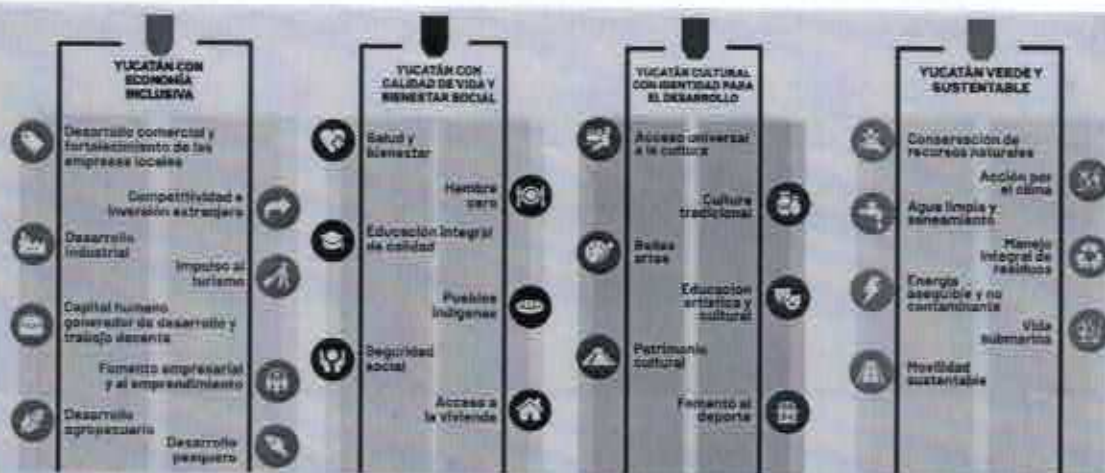 YUCATÁN CON
ECONOMÍA
INCLUSIVA
Desarrollo comercial y
fortalecimiento de las
empresas locales
Competitividad e
inversión extranjera
Desarrollo
industrial
Impulso al
turismo
Capital humano
generador de desarrollo y
trabajo decente
Fomento empresarial
y al emprendimiento
Desarrollo
agropecuario
Desarrollo
pesquero
YUCATÁN CON
CALIDAD DE VIDA Y
BIENESTAR SOCIAL
Salud y
bienestar
Hambre
cero
Educación integral
de calidad
Pueblos
indígenas
Seguridad
social
Acceso a
la vivienda
YUCATÁN CULTURAL
CON IDENTIDAD PARA
EL DESARROLLO
Acceso universal
a la cultura
Cultura
tradicional
Bellas
artes
Educación
artística y
cultural
Patrimonio
cultural
Fomento al
deporte
YUCATÁN VERDE Y
SUSTENTABLE
Conservación de
recursos naturales
Acción por
el clima
Agua limpia y
saneamiento
Manejo
integral de
residuos
Energía
asequible y no
contaminante
Vida
submarina
Movilidad
sustentable